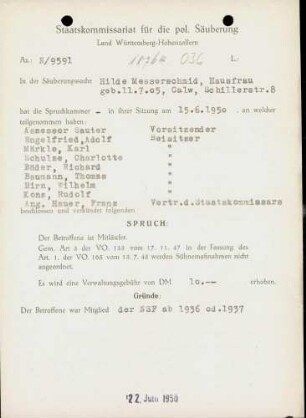 Staatskommissariat für die pol. Säuberung
Land Württemberg-Hohenzollern
Az: N/9591 1876a 036 L:
In der Säuberungssache Hilde Messerschmid, Hausfrau
geb.11.7.05, Calw, Schillerstr.8
hat die Spruchkammer - in ihrer Sitzung am 15.6.1950, an welcher
teilgenommen haben:
Assessor Sauter Vorsitzender
Engelfried,Adolf Beisitzer
Märkle, Karl "
Schulze, Charlotte "
Düder, Richard "
Baumann, Thomas "
Hirn, Wilhelm "
Kons, Rudolf "
Ang. Hauer, Franz Vertr.d.Staatskommissars
beschlossen und verkündet folgenden:
SPRUCH:
Der Betroffene ist Mitläufer.
Gem. Art 4 der VO. 133 vom 17. 11. 47 in der Fassung des
Art. 1, der VO. 165 vom 13. 7. 48 werden Sühnemaßnahmen nicht
angeordnet.
Es wird eine Verwaltungsgebühr von DM 10.-- erhoben.
Gründe:
Der Betroffene war Mitglied der NSF ab 1936 od.1937
22. Juni 1950